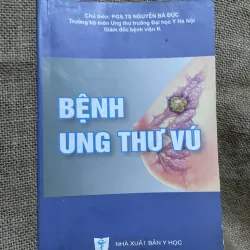 Chủ biên: PGS.TS NGUYỄN BÁ ĐỨC
Trưởng bộ môn Ung thư trường Đại học Y Hà Nội
Giám đốc bệnh viện K
BỆNH
UNG THƯ VÚ
NHÀ XUẤT BẢN Y HỌC